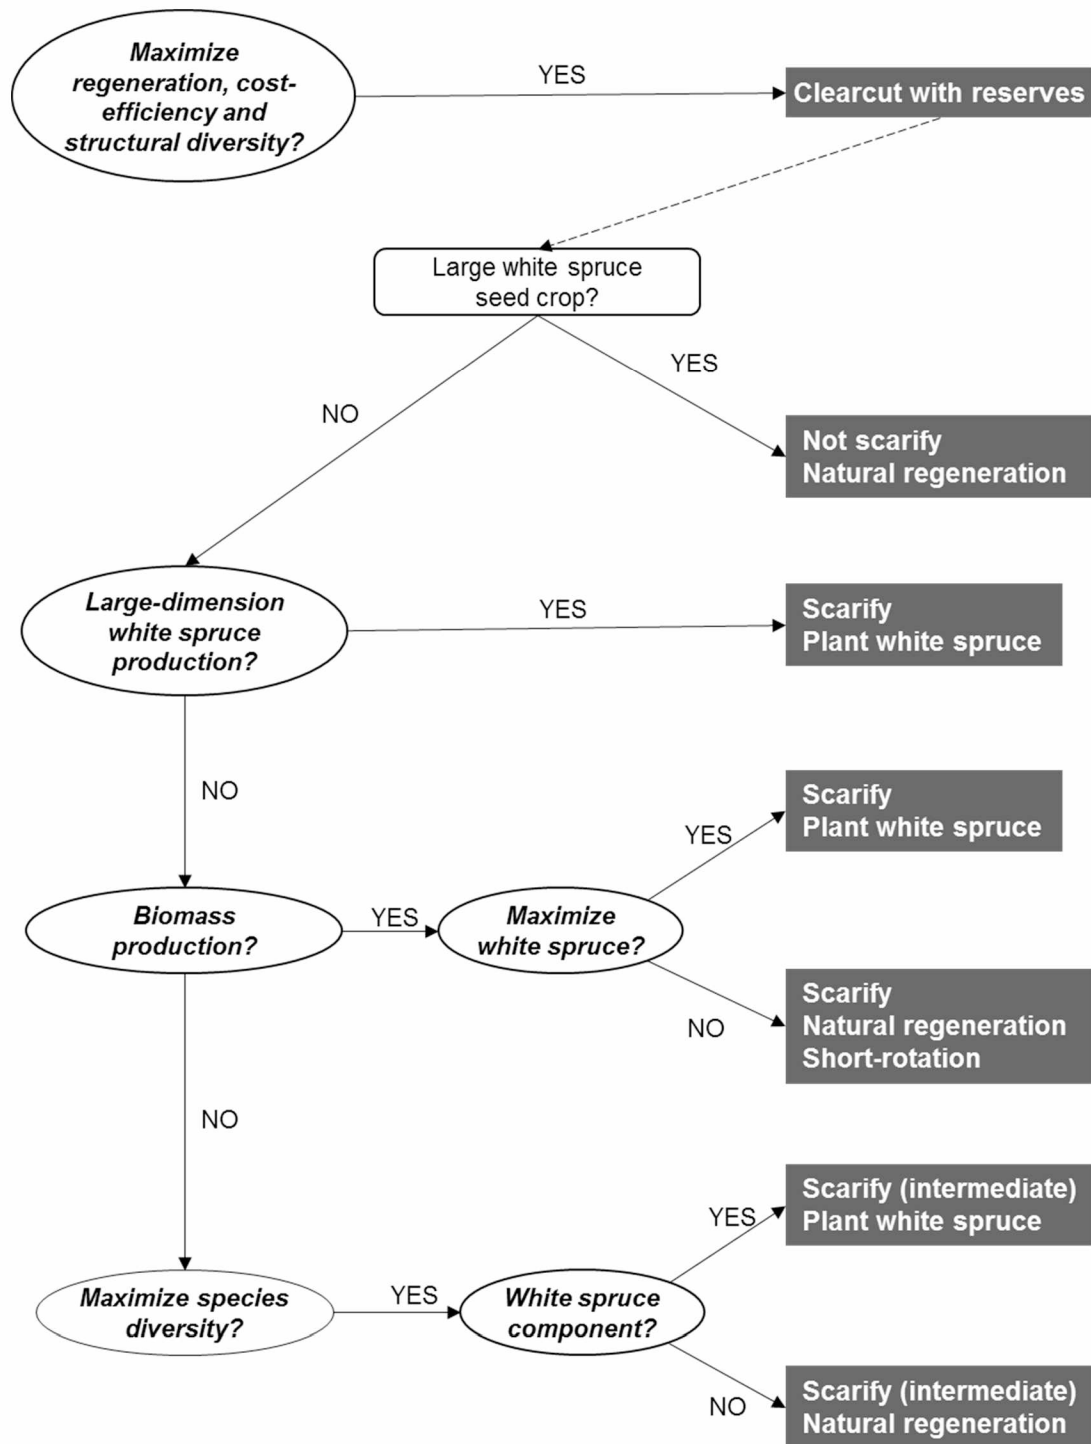 Maximize
regeneration, cost-
efficiency and
structural diversity?
YES
Clearcut with reserves
Large white spruce
seed crop?
YES
NO
Not scarify
Natural regeneration
Large-dimension
white spruce
production?
YES
Scarify
Plant white spruce
NO
Scarify
Plant white spruce
YES
Biomass
production?
YES
Maximize
white spruce?
NO
Scarify
Natural regeneration
Short-rotation
NO
Scarify (intermediate)
Plant white spruce
YES
Maximize species
diversity?
YES
White spruce
component?
NO
Scarify (intermediate)
Natural regeneration